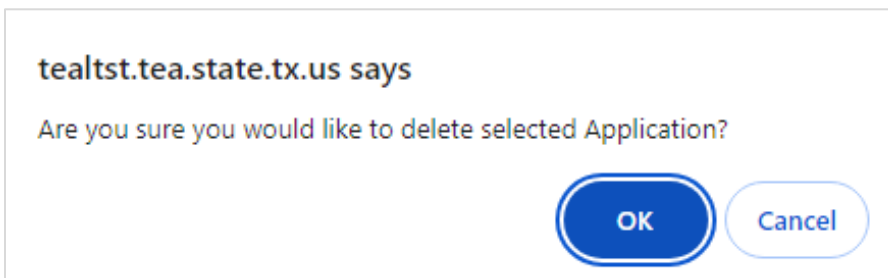 tealtst.tea.state.tx.us says
Are you sure you would like to delete selected Application?
OK
Cancel